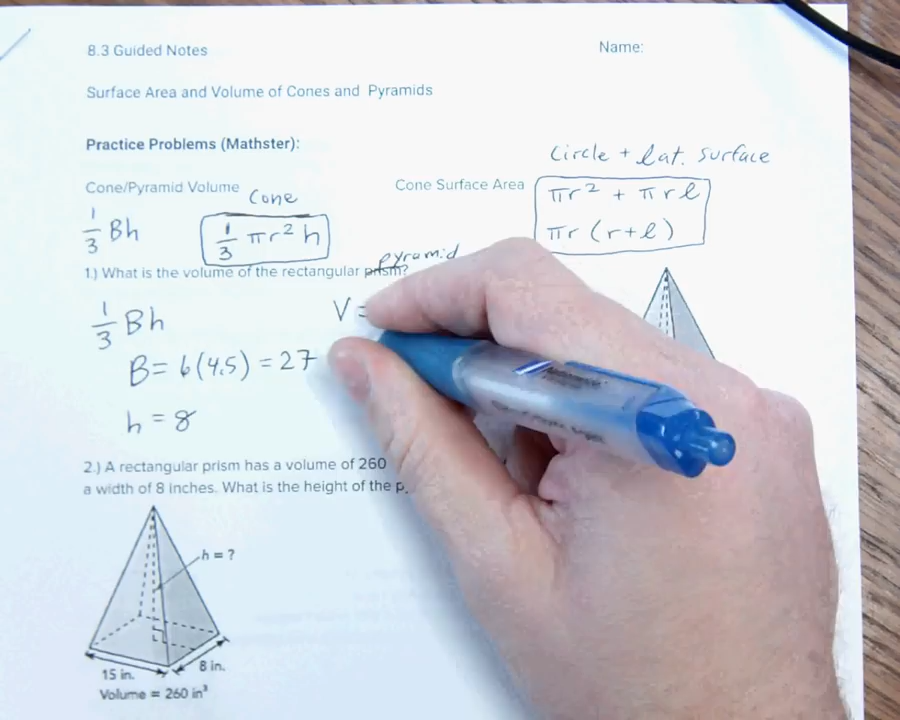 8.3 Guided Notes
Name:
Surface Area and Volume of Cones and Pyramids
Practice Problems (Mathster):
Circle + lat. surface
Cone/Pyramid Volume
Cone
Cone Surface Area
πr² + πrl
1/3 Bh
1/3 πr²h
πr (r+l)
pyramid
1.) What is the volume of the rectangular prism?
1/3 Bh
V =
B = 6(4.5) = 27
h = 8
2.) A rectangular prism has a volume of 260
a width of 8 inches. What is the height of the p
h = ?
15 in.
8 in.
Volume = 260 in³